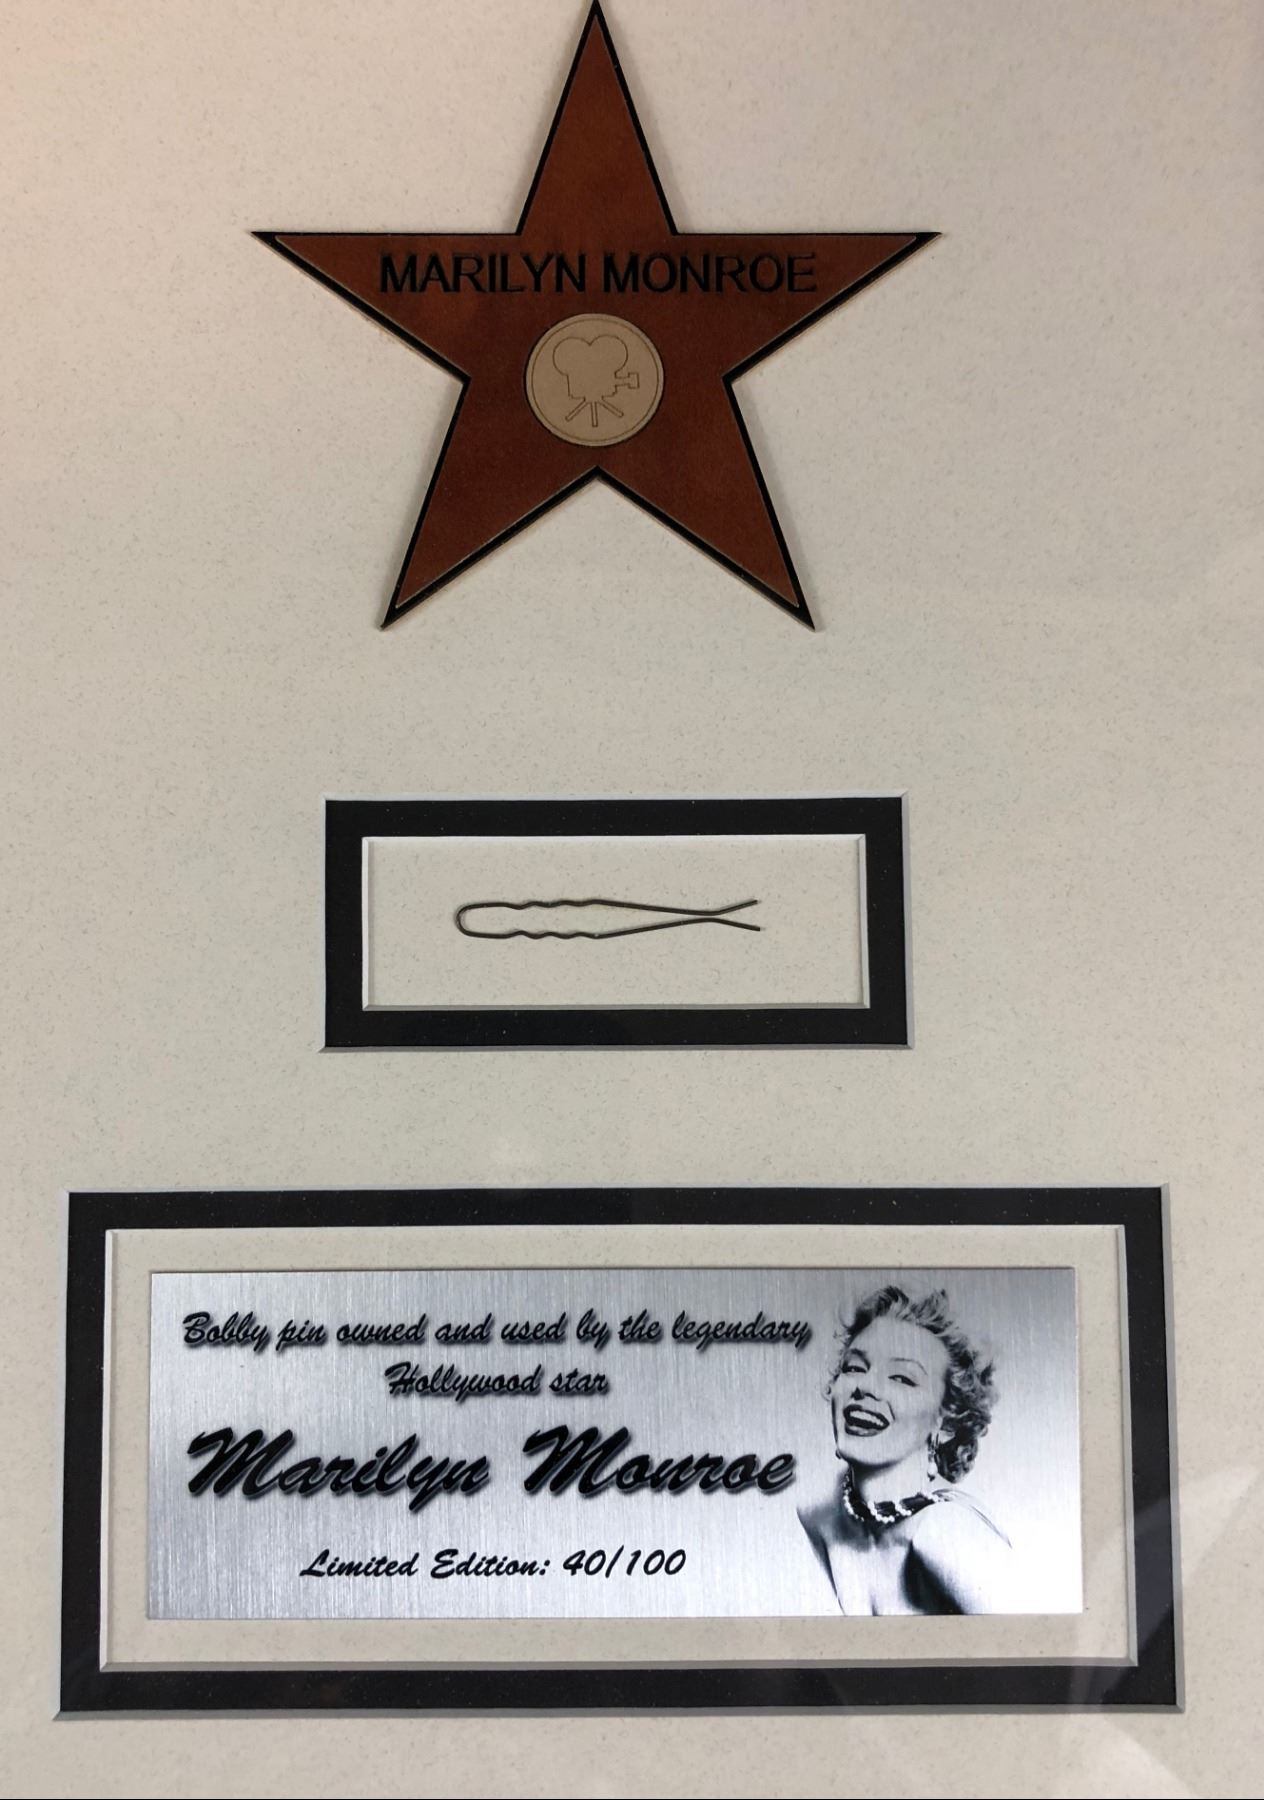 MARILYN MONROE
Bobby pin owned and used by the legendary
Hollywood star
Marilyn Monroe
Limited Edition: 40/100